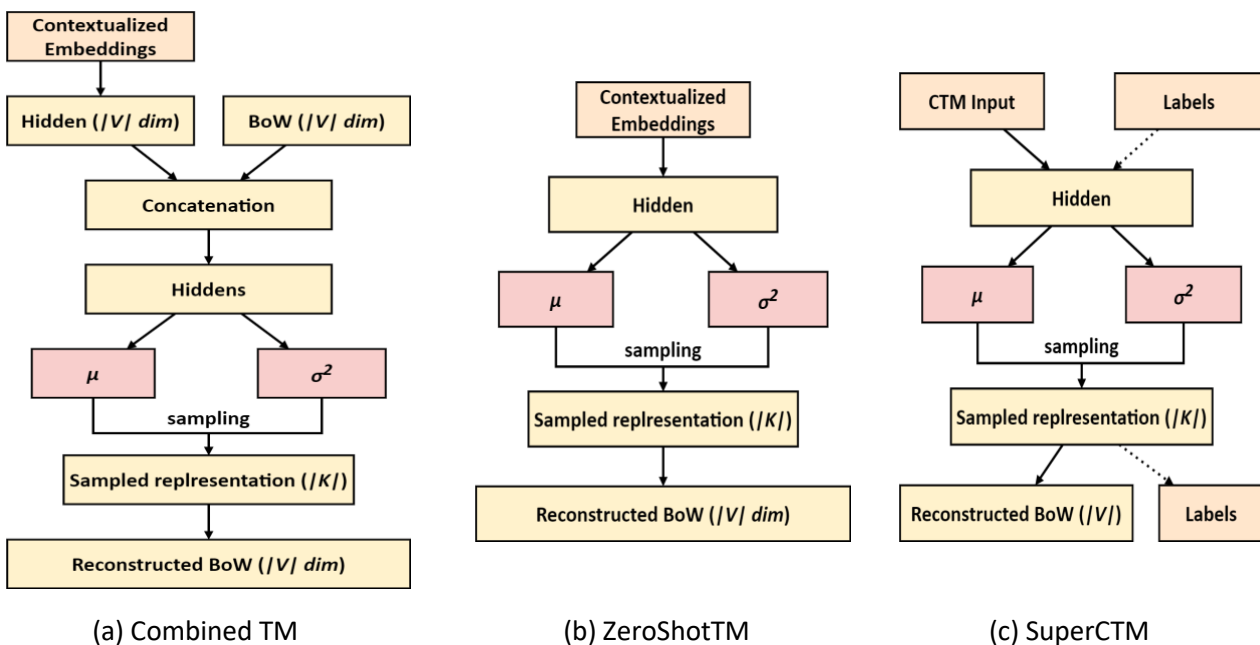 Contextualized
Embeddings
Hidden (|V| dim)
BoW (|V| dim)
Concatenation
Hiddens
μ
σ²
sampling
Sampled replresentation (|K|)
Reconstructed BoW (|V| dim)
(a) Combined TM
Contextualized
Embeddings
Hidden
μ
σ²
sampling
Sampled replresentation (|K|)
Reconstructed BoW (|V| dim)
(b) ZeroShotTM
CTM Input
Labels
Hidden
μ
σ²
sampling
Sampled replresentation (|K|)
Reconstructed BoW (|V|)
Labels
(c) SuperCTM